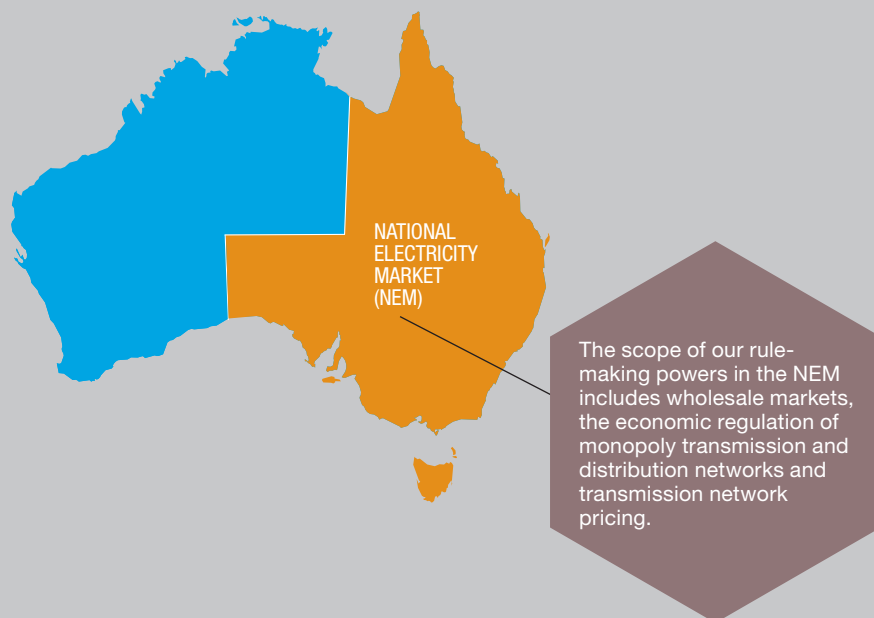 NATIONAL
ELECTRICITY
MARKET
(NEM)
The scope of our rule-
making powers in the NEM
includes wholesale markets,
the economic regulation of
monopoly transmission and
distribution networks and
transmission network
pricing.